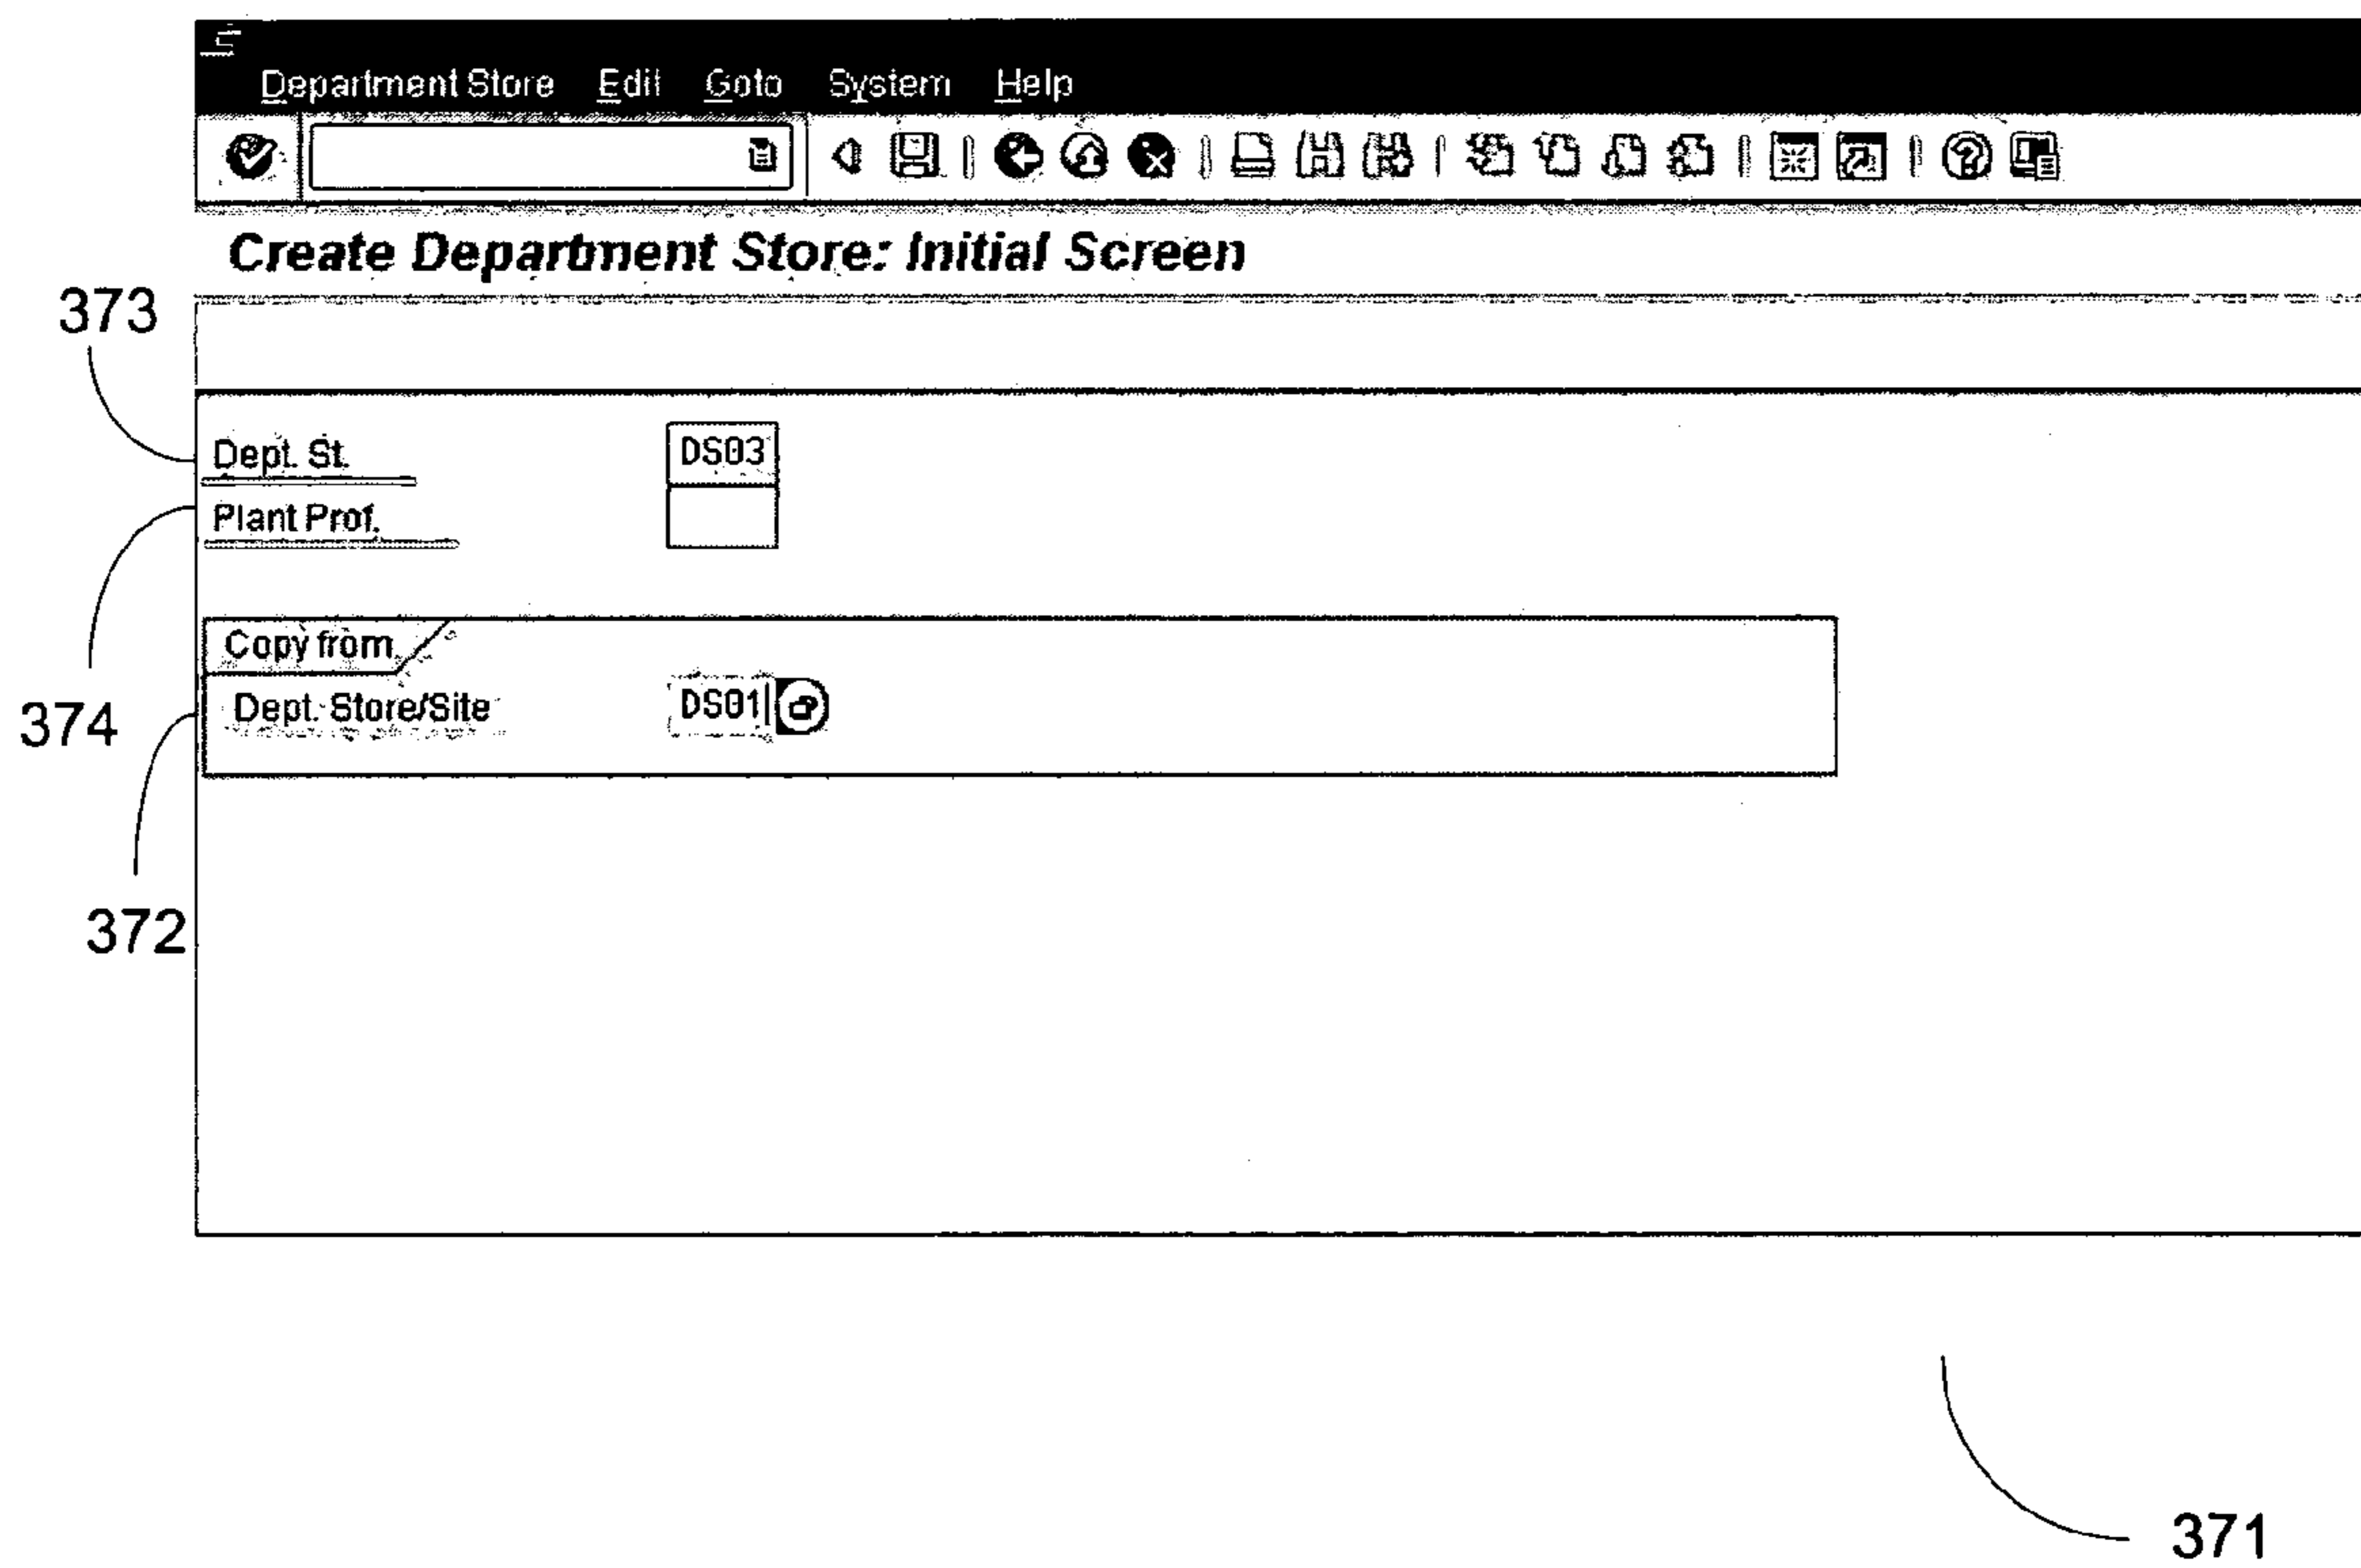 Department Store Edit Goto System Help
Create Department Store: Initial Screen
373
Dept. St. DS03
Plant Prof.
Copy from
374
Dept. Store/Site DS01
372
371